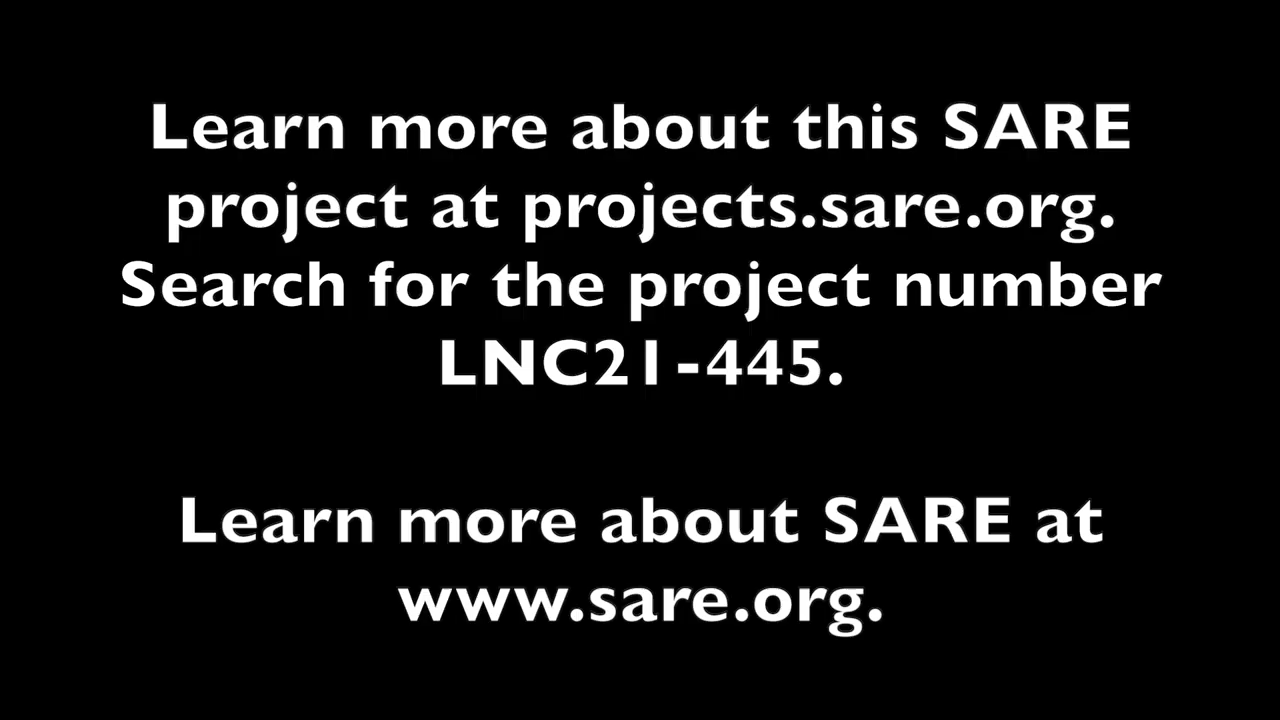 Learn more about this SARE
project at projects.sare.org.
Search for the project number
LNC21-445.
Learn more about SARE at
www.sare.org.